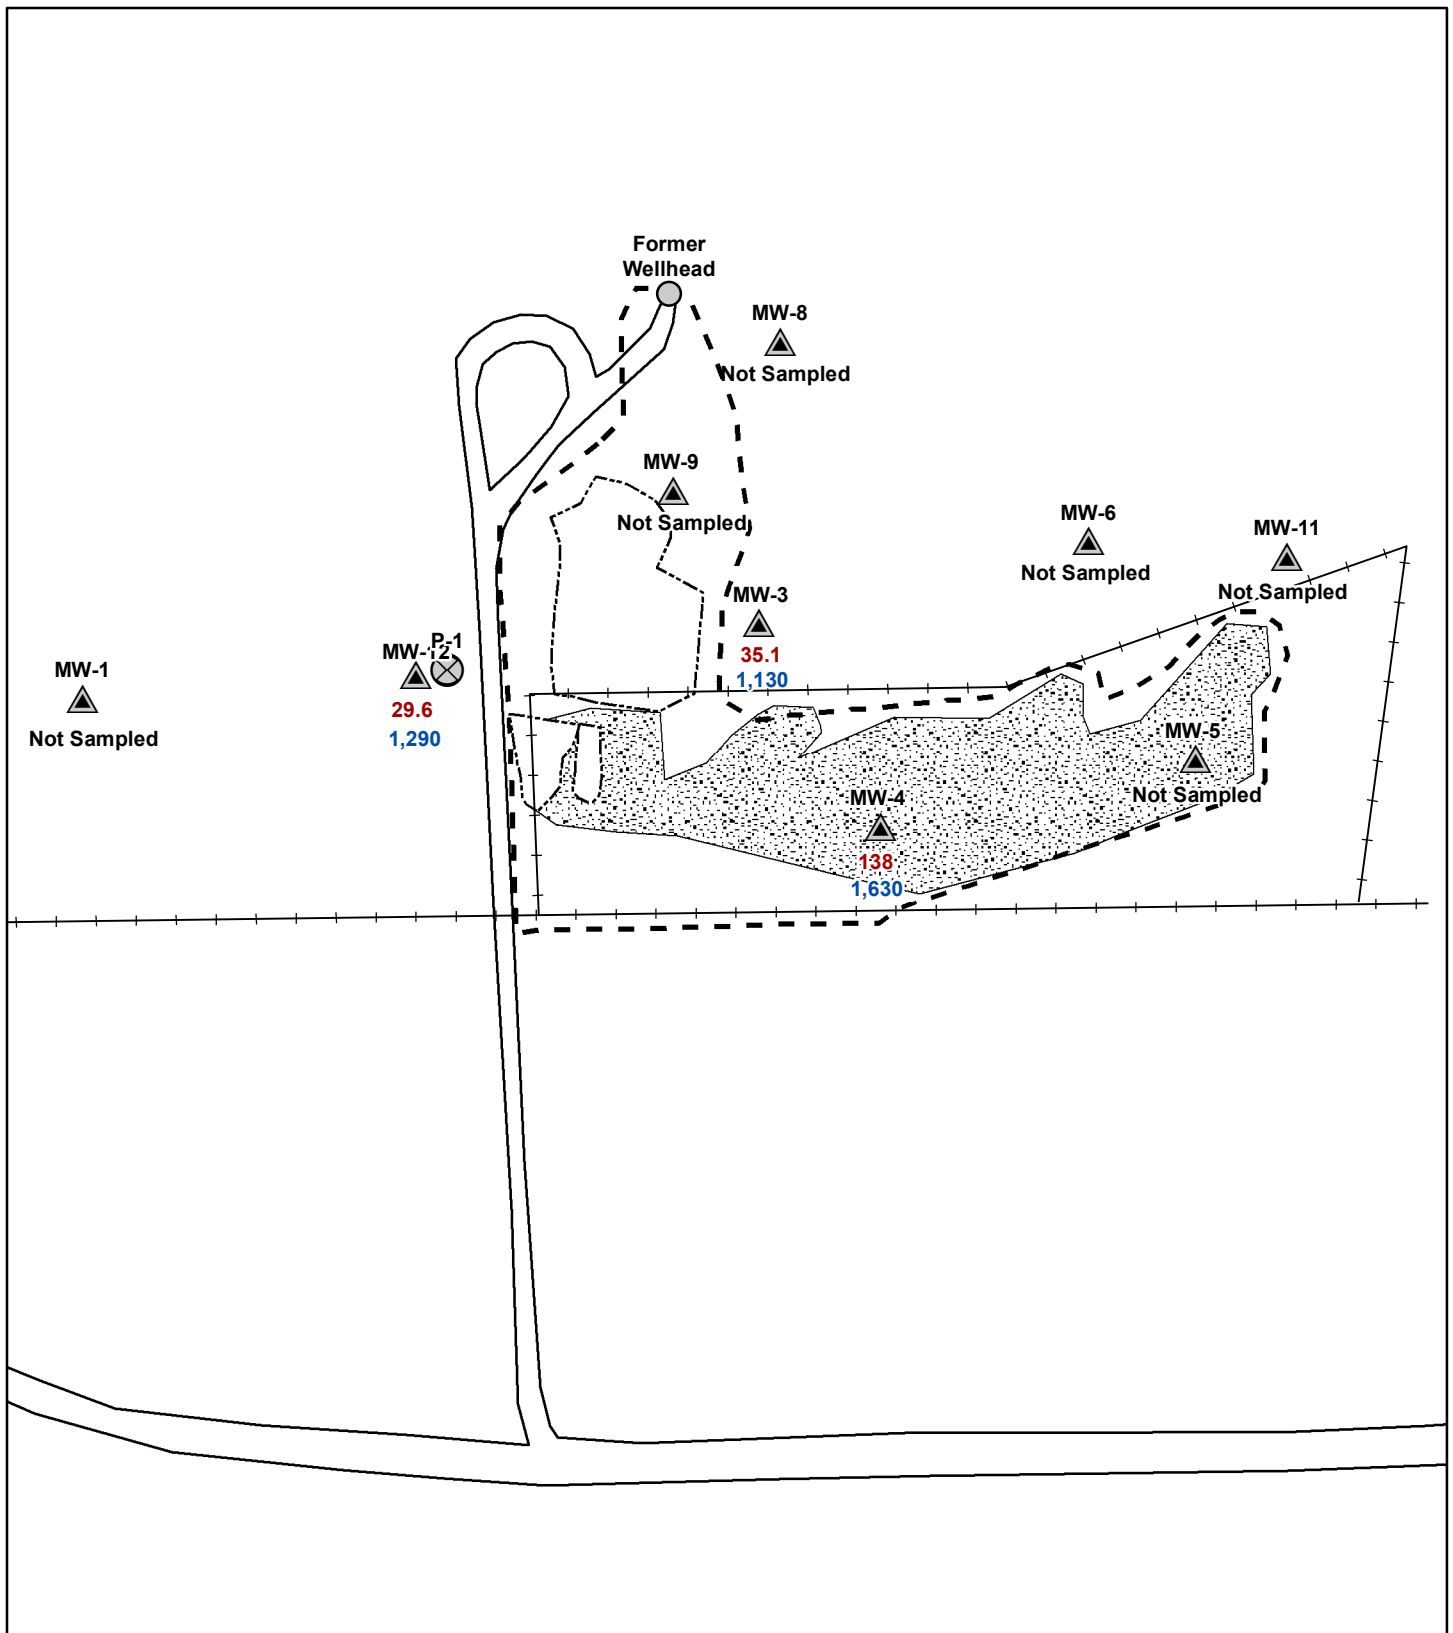 Former
Wellhead
MW-8
Not Sampled
MW-9
Not Sampled
MW-6
Not Sampled
MW-11
Not Sampled
MW-3
35.1
1,130
P-1
MW-12
29.6
1,290
MW-1
Not Sampled
MW-5
Not Sampled
MW-4
138
1,630